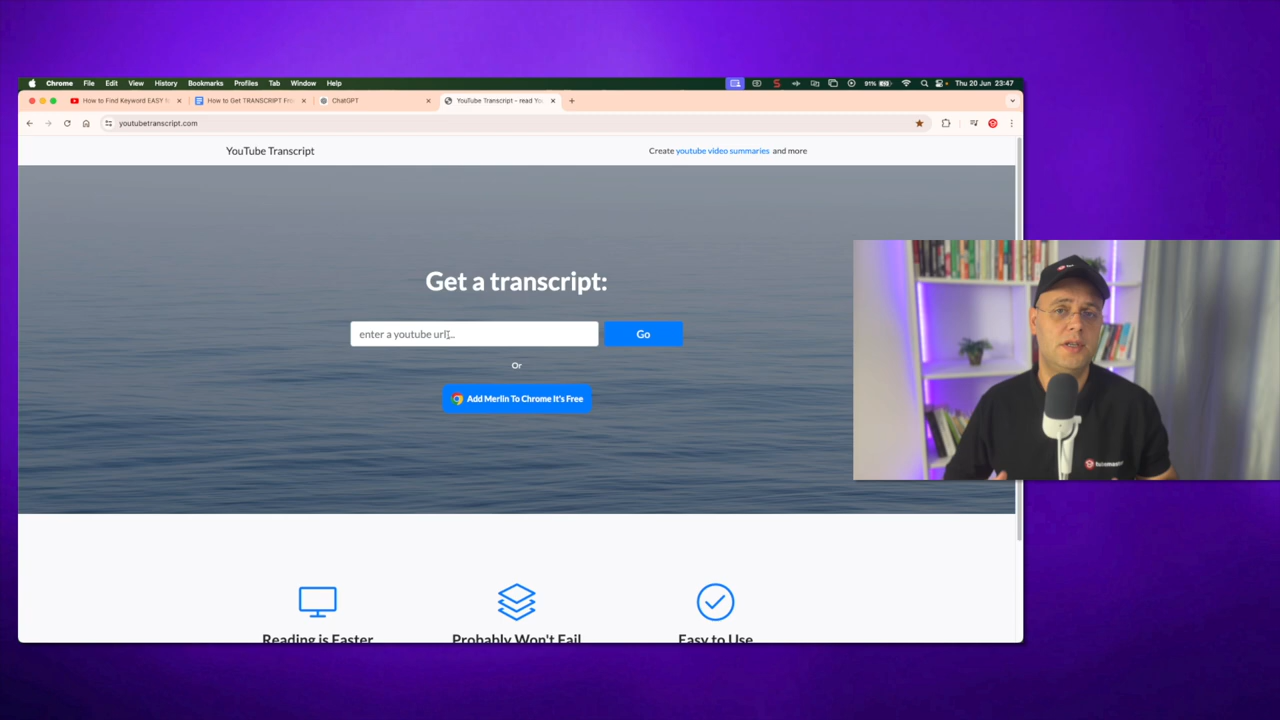 Chrome File Edit View History Bookmarks Profiles Tab Window Help 91% Thu 20 Jun 23:47
How to Find Keyword EASY How to Get TRANSCRIPT Fr ChatGPT YouTube Transcript - read Yo
youtubetranscript.com
YouTube Transcript Create youtube video summaries and more
Get a transcript:
enter a youtube url... Go
Or
Add Merlin To Chrome It's Free
Reading is Faster Probably Won't Fail Easy to Use